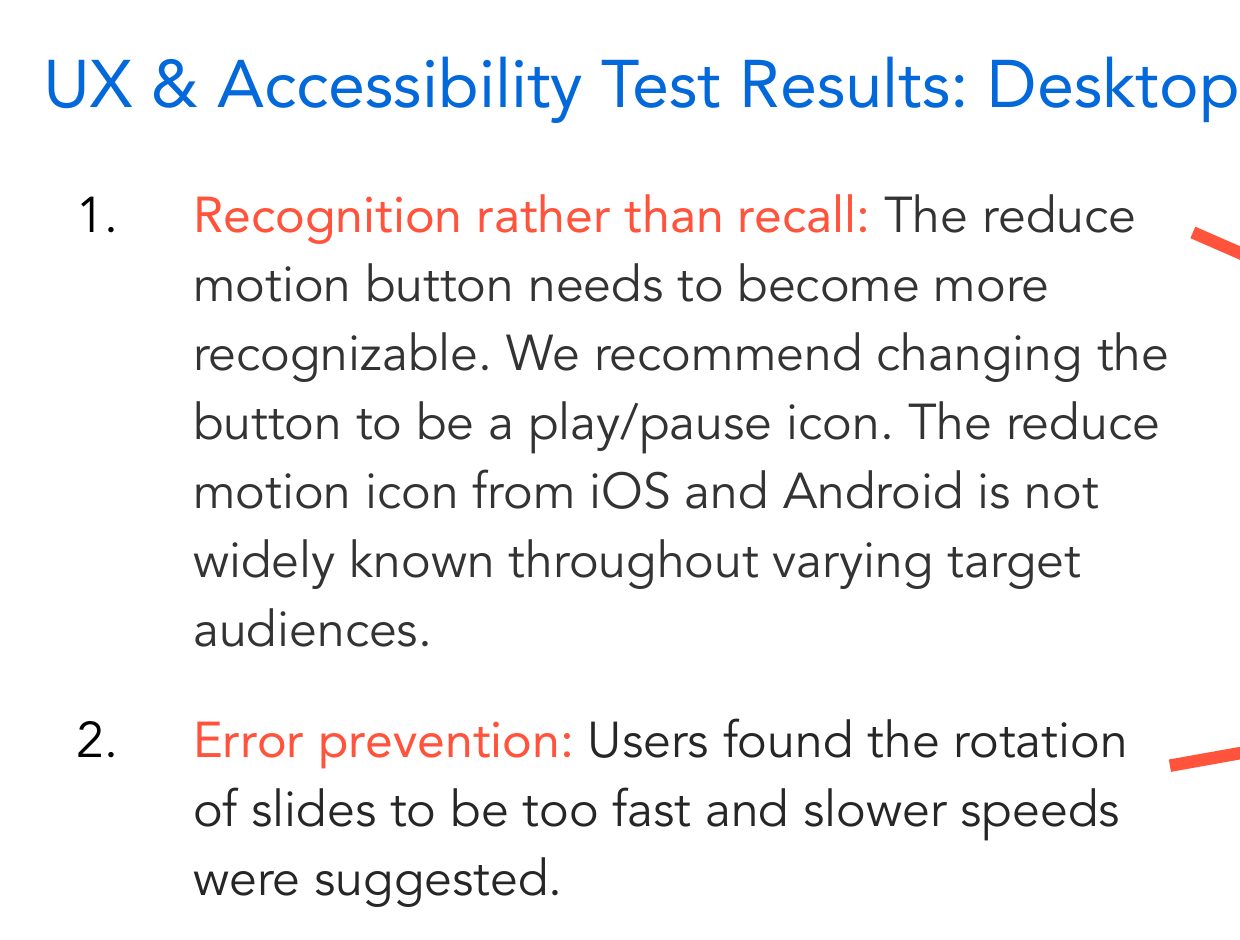 UX & Accessibility Test Results: Desktop
1. Recognition rather than recall: The reduce
motion button needs to become more
recognizable. We recommend changing the
button to be a play/pause icon. The reduce
motion icon from iOS and Android is not
widely known throughout varying target
audiences.
2. Error prevention: Users found the rotation
of slides to be too fast and slower speeds
were suggested.